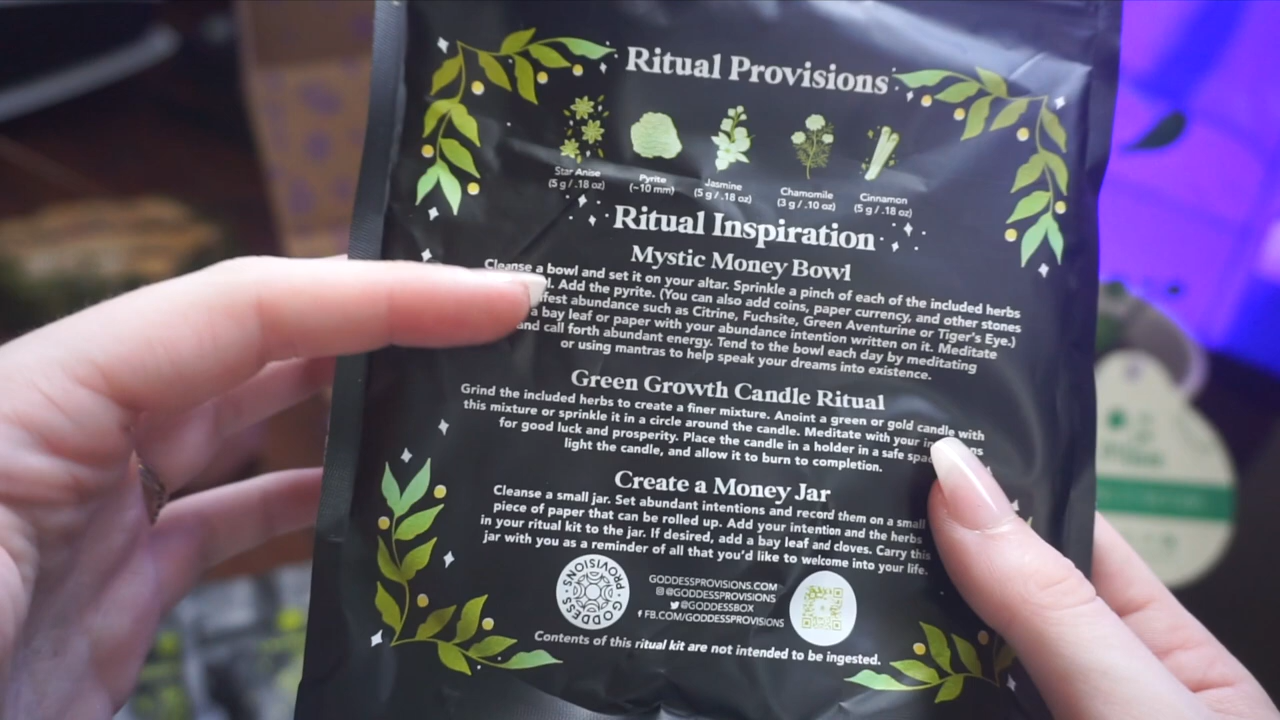 Ritual Provisions
Star Anise
(5 g / .18 oz)
Pyrite
(~10 mm)
Jasmine
(5 g / .18 oz)
Chamomile
(3 g / .10 oz)
Cinnamon
(5 g / .18 oz)
Ritual Inspiration
Mystic Money Bowl
Cleanse a bowl and set it on your altar. Sprinkle a pinch of each of the included herbs
Add the pyrite. (You can also add coins, paper currency, and other stones
abundance such as Citrine, Fuchsite, Green Aventurine or Tiger's Eye.)
a bay leaf or paper with your abundance intention written on it. Meditate
and call forth abundant energy. Tend to the bowl each day by meditating
or using mantras to help speak your dreams into existence.
Green Growth Candle Ritual
Grind the included herbs to create a finer mixture. Anoint a green or gold candle with
this mixture or sprinkle it in a circle around the candle. Meditate with your
for good luck and prosperity. Place the candle in a holder in a safe
light the candle, and allow it to burn to completion.
Create a Money Jar
Cleanse a small jar. Set abundant intentions and record them on a small
piece of paper that can be rolled up. Add your intention and the herbs
in your ritual kit to the jar. If desired, add a bay leaf and cloves. Carry this
jar with you as a reminder of all that you'd like to welcome into your life.
GODDESS · PROVISIONS ·
GODDESSPROVISIONS.COM
@GODDESSPROVISIONS
@GODDESSBOX
FB.COM/GODDESSPROVISIONS
Contents of this ritual kit are not intended to be ingested.